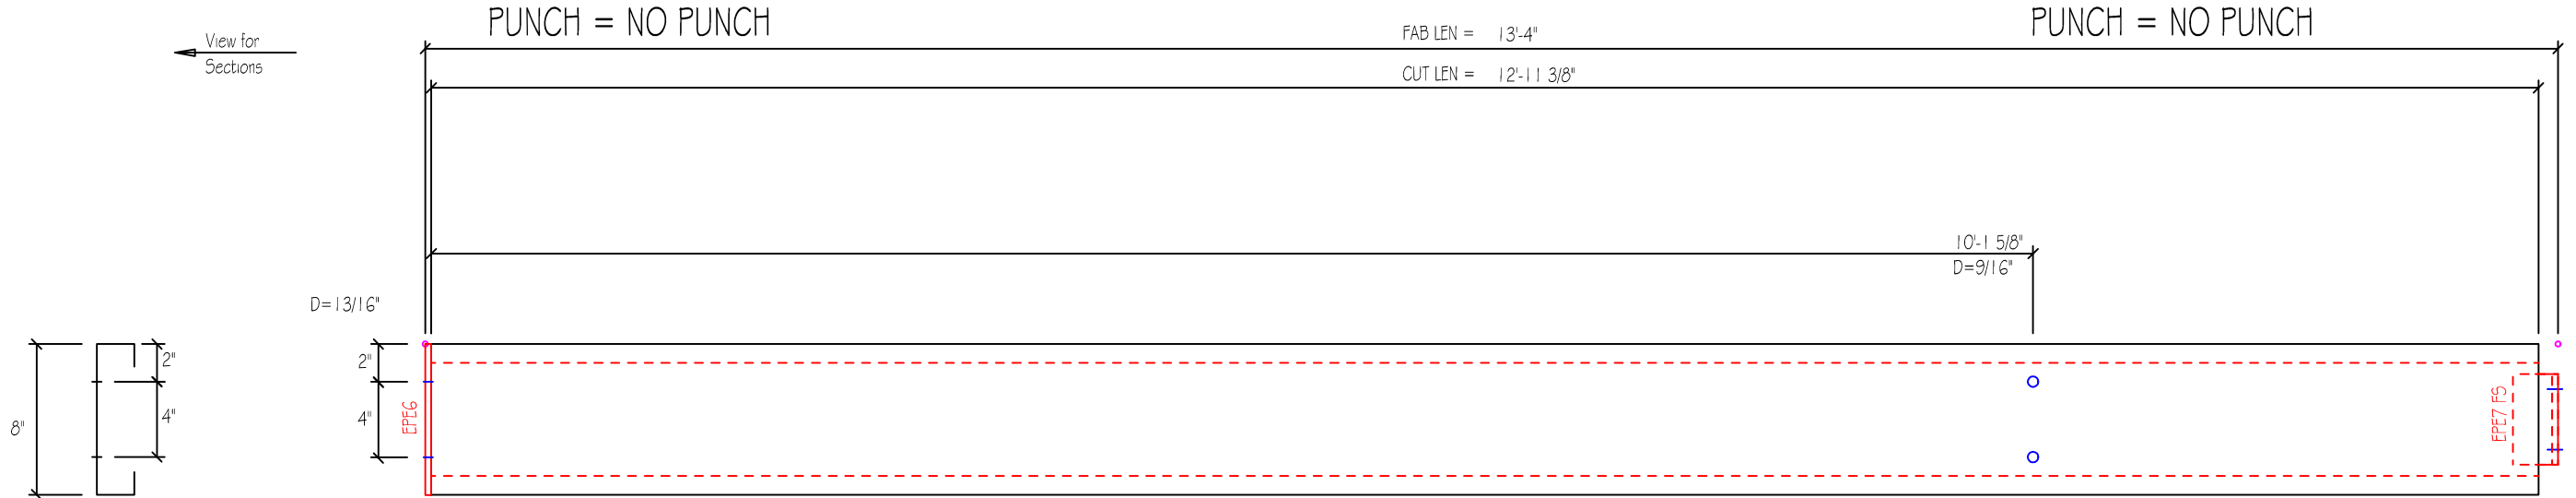 PUNCH = NO PUNCH
PUNCH = NO PUNCH
FAB LEN = 13'-4"
View for
Sections
CUT LEN = 12'-11 3/8"
10'-1 5/8"
D=9/16"
D=13/16"
2"
4"
8"
2"
4"
EPE6
EPE7 FS